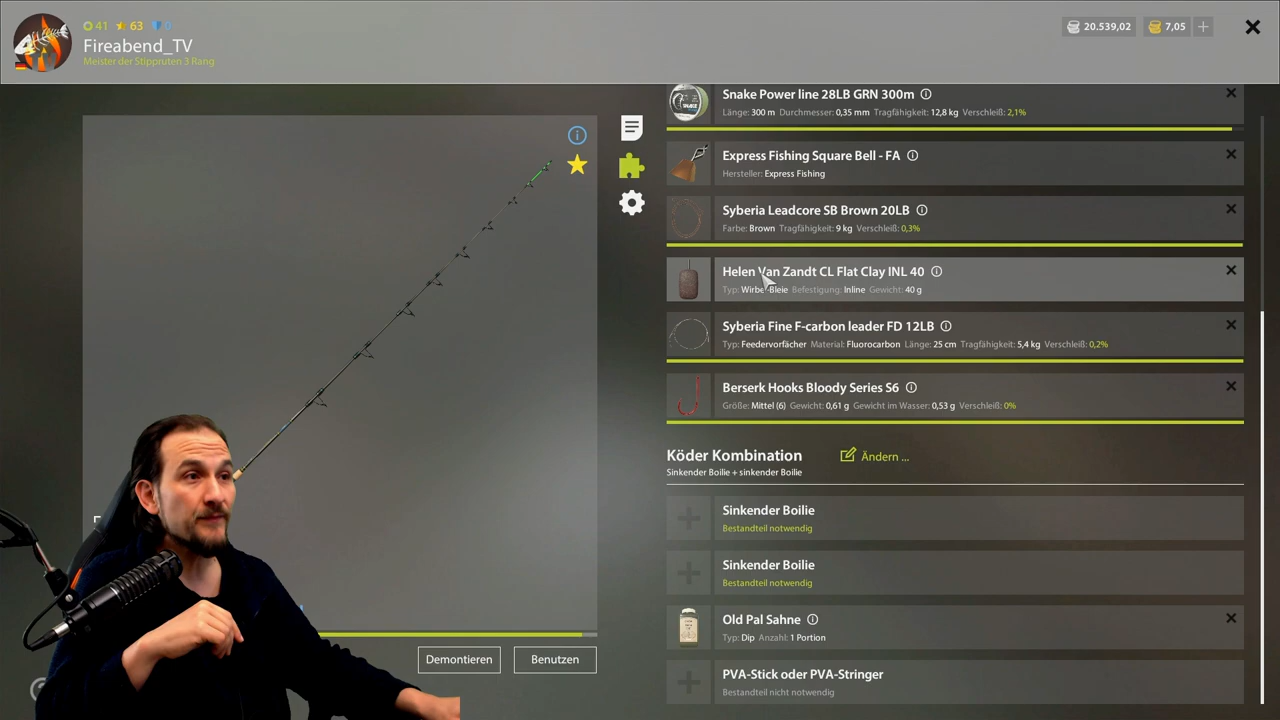 41 63 0
Fireabend_TV
Meister der Stippruten 3 Rang
20.539,02 7,05
Snake Power line 28LB GRN 300m
Länge: 300 m Durchmesser: 0,35 mm Tragfähigkeit: 12,8 kg Verschleiß: 2,1%
Express Fishing Square Bell - FA
Hersteller: Express Fishing
Syberia Leadcore SB Brown 20LB
Farbe: Brown Tragfähigkeit: 9 kg Verschleiß: 0,3%
Helen Van Zandt CL Flat Clay INL 40
Typ: Wirbel-Bleie Befestigung: Inline Gewicht: 40 g
Syberia Fine F-carbon leader FD 12LB
Typ: Feedervorfächer Material: Fluorocarbon Länge: 25 cm Tragfähigkeit: 5,4 kg Verschleiß: 0,2%
Berserk Hooks Bloody Series S6
Größe: Mittel (6) Gewicht: 0,61 g Gewicht im Wasser: 0,53 g Verschleiß: 0%
Köder Kombination Ändern ...
Sinkender Boilie + sinkender Boilie
Sinkender Boilie
Bestandteil notwendig
Sinkender Boilie
Bestandteil notwendig
Old Pal Sahne
Typ: Dip Anzahl: 1 Portion
PVA-Stick oder PVA-Stringer
Bestandteil nicht notwendig
Demontieren Benutzen